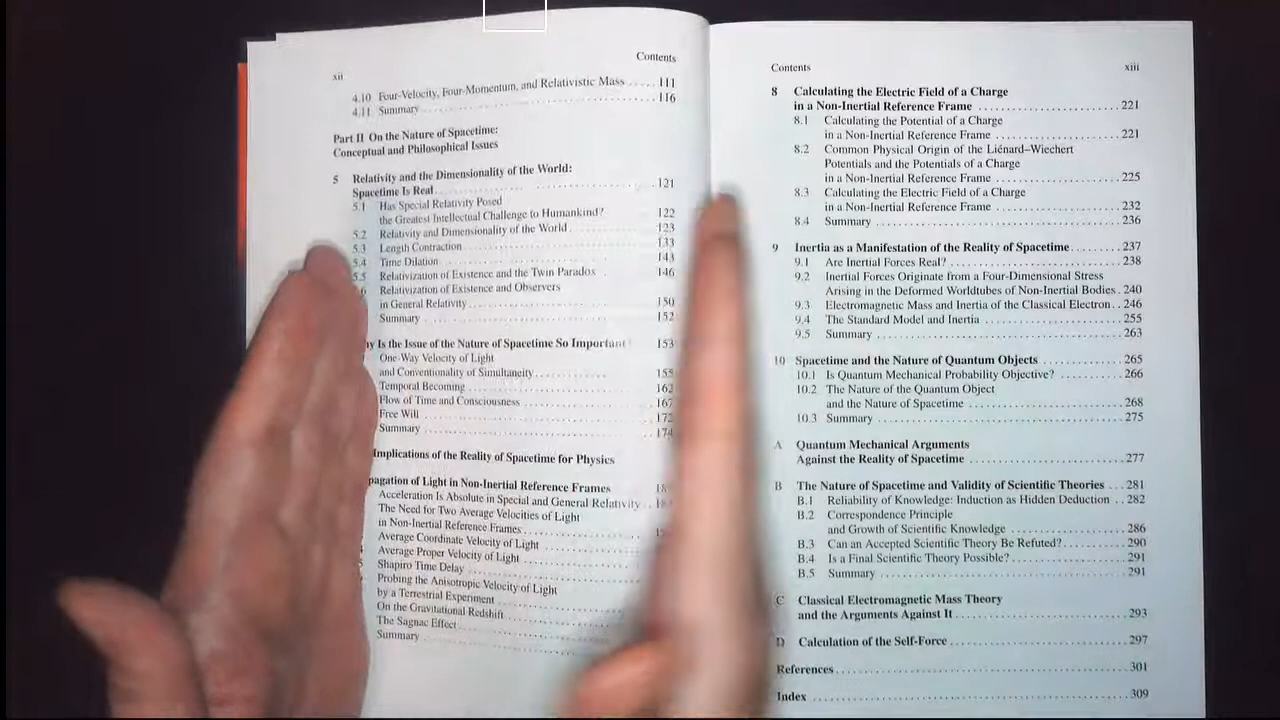 xii
Contents
4.10 Four-Velocity, Four-Momentum, and Relativistic Mass ..... 111
4.11 Summary ..... 116
Part II On the Nature of Spacetime:
Conceptual and Philosophical Issues
5 Relativity and the Dimensionality of the World:
Spacetime Is Real ..... 121
5.1 Has Special Relativity Posed
the Greatest Intellectual Challenge to Humankind? 122
5.2 Relativity and Dimensionality of the World ..... 123
5.3 Length Contraction ..... 133
5.4 Time Dilation ..... 143
5.5 Relativization of Existence and the Twin Paradox ..... 146
Relativization of Existence and Observers
in General Relativity ..... 150
Summary ..... 152
Is the Issue of the Nature of Spacetime So Important 153
One-Way Velocity of Light
and Conventionality of Simultaneity ..... 155
Temporal Becoming ..... 162
Flow of Time and Consciousness ..... 167
Free Will ..... 172
Summary ..... 174
Implications of the Reality of Spacetime for Physics
of Light in Non-Inertial Reference Frames
Acceleration Is Absolute in Special and General Relativity
The Need for Two Average Velocities of Light
in Non-Inertial Reference Frames
Average Coordinate Velocity of Light
Average Proper Velocity of Light
Shapiro Time Delay
Probing the Anisotropic Velocity of Light
by a Terrestrial Experiment
On the Gravitational Redshift
The Sagnac Effect
Summary
Contents
xiii
8 Calculating the Electric Field of a Charge
in a Non-Inertial Reference Frame ..... 221
8.1 Calculating the Potential of a Charge
in a Non-Inertial Reference Frame ..... 221
8.2 Common Physical Origin of the Liénard–Wiechert
Potentials and the Potentials of a Charge
in a Non-Inertial Reference Frame ..... 225
8.3 Calculating the Electric Field of a Charge
in a Non-Inertial Reference Frame ..... 232
8.4 Summary ..... 236
9 Inertia as a Manifestation of the Reality of Spacetime ..... 237
9.1 Are Inertial Forces Real? ..... 238
9.2 Inertial Forces Originate from a Four-Dimensional Stress
Arising in the Deformed Worldtubes of Non-Inertial Bodies . 240
9.3 Electromagnetic Mass and Inertia of the Classical Electron .. 246
9.4 The Standard Model and Inertia ..... 255
9.5 Summary ..... 263
10 Spacetime and the Nature of Quantum Objects ..... 265
10.1 Is Quantum Mechanical Probability Objective? ..... 266
10.2 The Nature of the Quantum Object
and the Nature of Spacetime ..... 268
10.3 Summary ..... 275
A Quantum Mechanical Arguments
Against the Reality of Spacetime ..... 277
B The Nature of Spacetime and Validity of Scientific Theories ... 281
B.1 Reliability of Knowledge: Induction as Hidden Deduction .. 282
B.2 Correspondence Principle
and Growth of Scientific Knowledge ..... 286
B.3 Can an Accepted Scientific Theory Be Refuted? ..... 290
B.4 Is a Final Scientific Theory Possible? ..... 291
B.5 Summary ..... 291
C Classical Electromagnetic Mass Theory
and the Arguments Against It ..... 293
D Calculation of the Self-Force ..... 297
References ..... 301
Index ..... 309